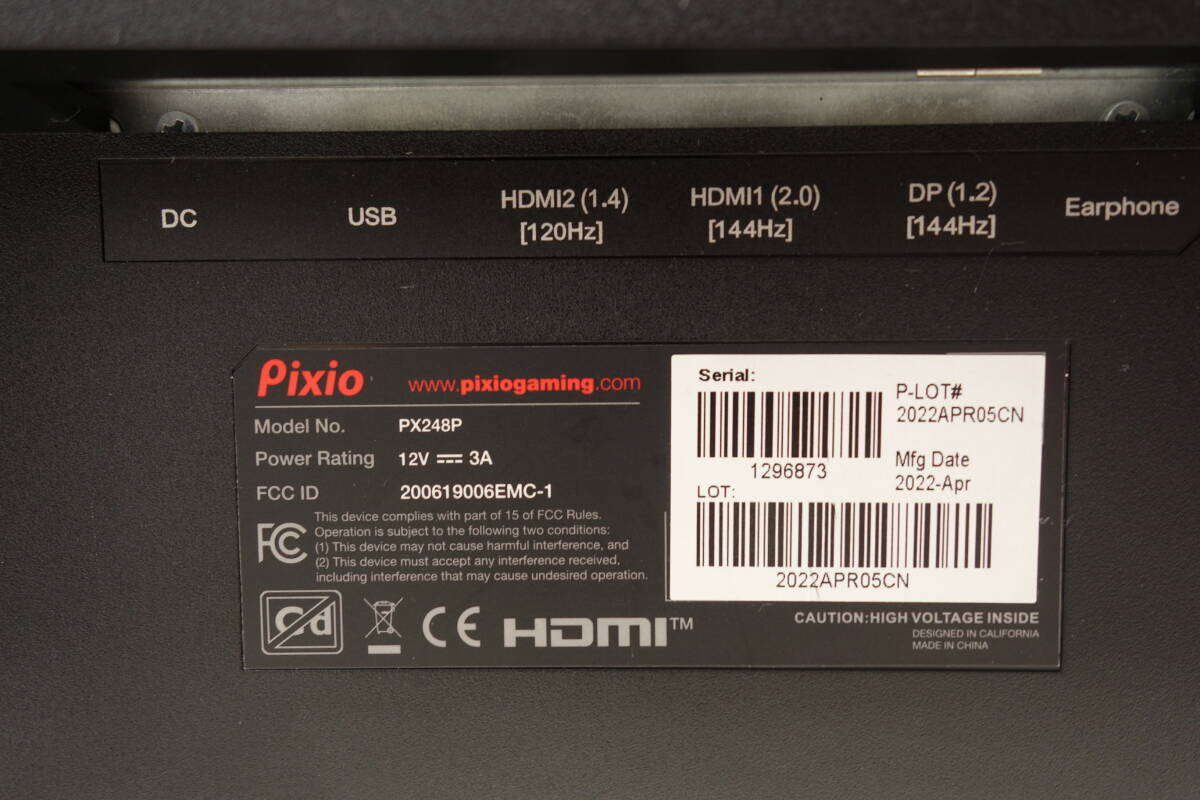 DC USB HDMI2 (1.4) HDMI1 (2.0) DP (1.2) Earphone
[120Hz] [144Hz] [144Hz]
Pixio www.pixiogaming.com
Model No. PX248P
Power Rating 12V ⎓ 3A
FCC ID 200619006EMC-1
FC
This device complies with part of 15 of FCC Rules.
Operation is subject to the following two conditions:
(1) This device may not cause harmful interference, and
(2) This device must accept any interference received,
including interference that may cause undesired operation.
Serial:
1296873
P-LOT#
2022APR05CN
Mfg Date
2022-Apr
LOT:
2022APR05CN
Pb CE HDMI™
CAUTION:HIGH VOLTAGE INSIDE
DESIGNED IN CALIFORNIA
MADE IN CHINA